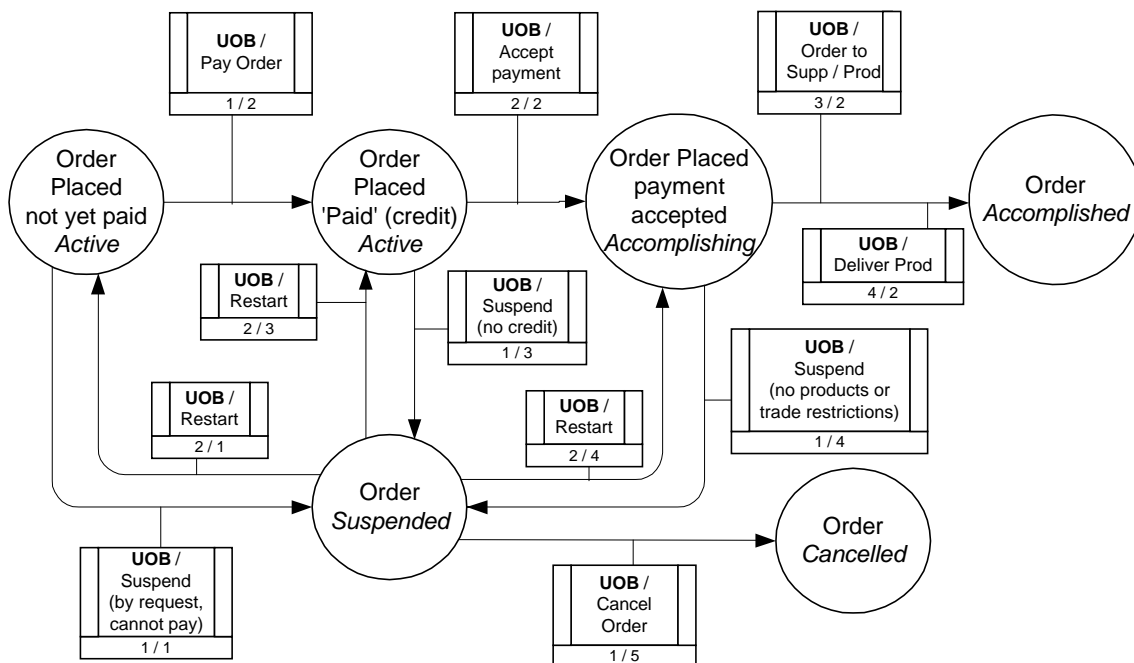 UOB /
Pay Order
1 / 2
UOB /
Accept
payment
2 / 2
UOB /
Order to
Supp / Prod
3 / 2
Order
Placed
not yet paid
Active
Order
Placed
'Paid' (credit)
Active
Order Placed
payment
accepted
Accomplishing
Order
Accomplished
UOB /
Deliver Prod
4 / 2
UOB /
Restart
2 / 3
UOB /
Suspend
(no credit)
1 / 3
UOB /
Suspend
(no products or
trade restrictions)
1 / 4
UOB /
Restart
2 / 1
UOB /
Restart
2 / 4
Order
Suspended
Order
Cancelled
UOB /
Suspend
(by request,
cannot pay)
1 / 1
UOB /
Cancel
Order
1 / 5